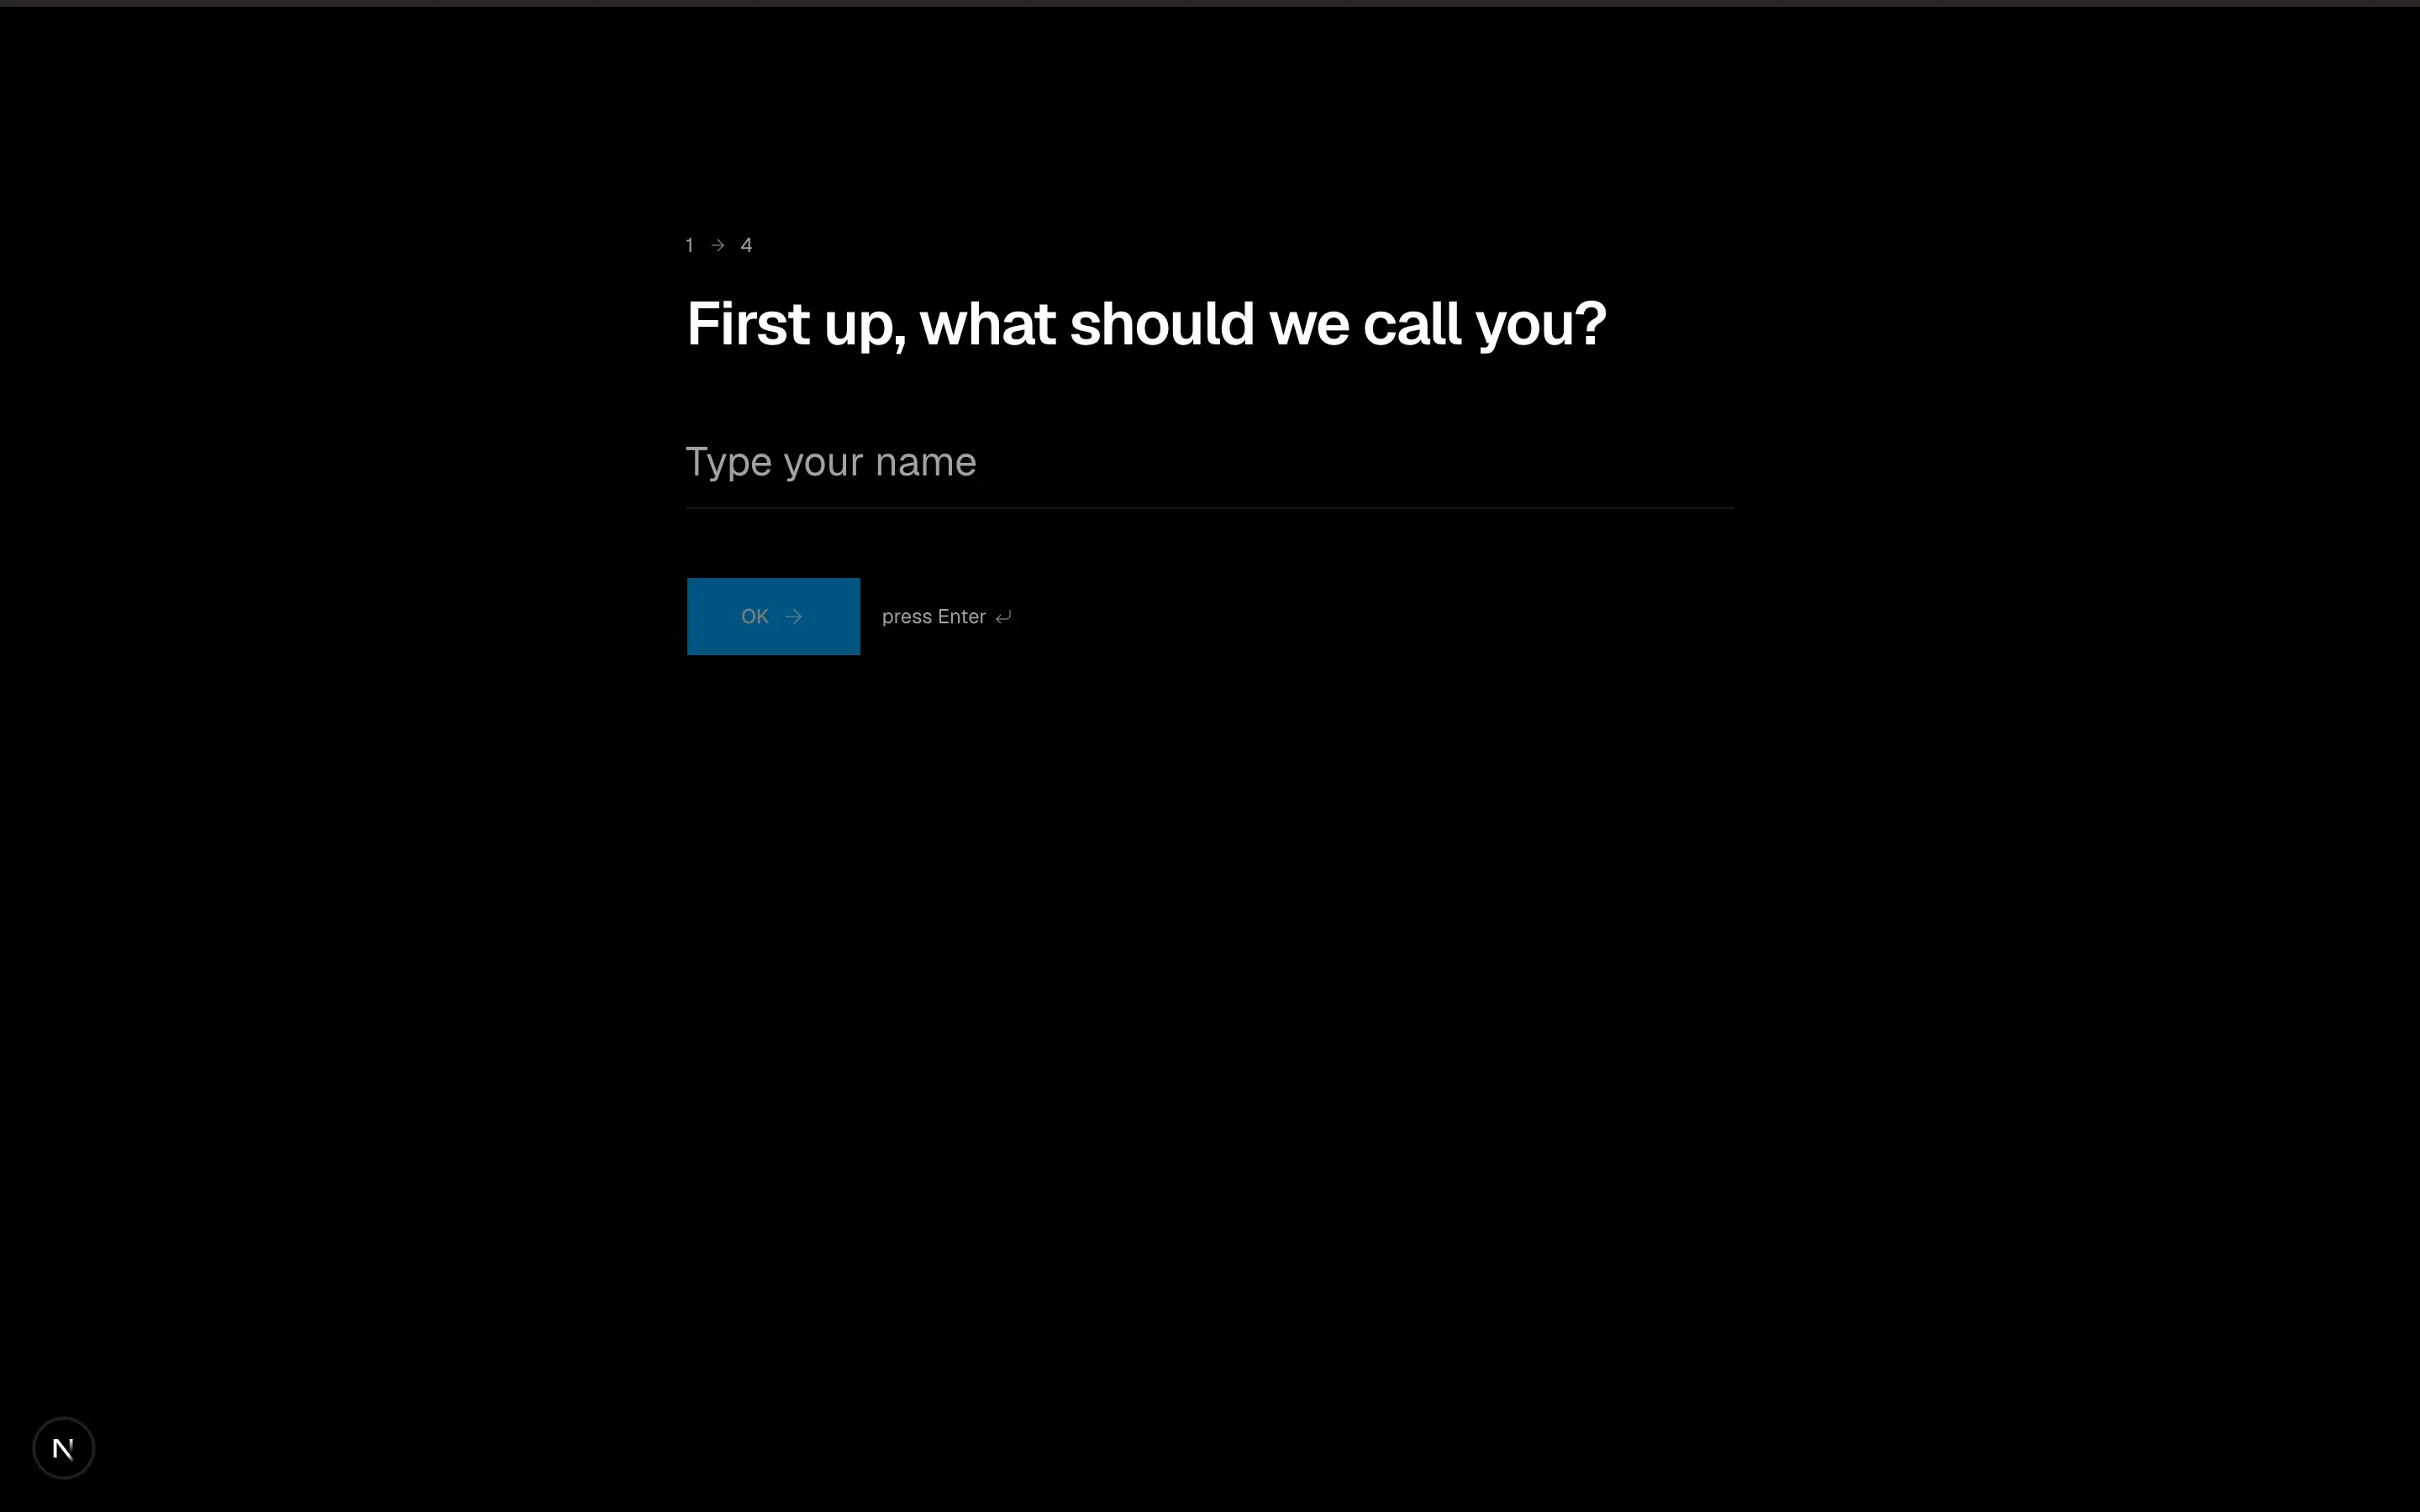 1 → 4
First up, what should we call you?
Type your name
OK → press Enter ↵
N